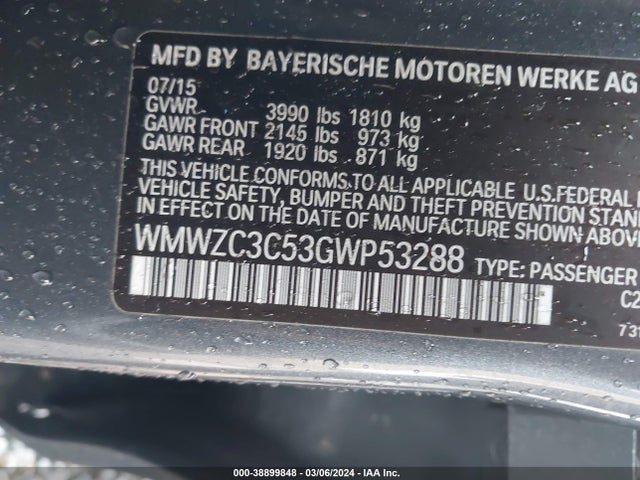 MFD BY BAYERISCHE MOTOREN WERKE AG
07/15
GVWR 3990 lbs 1810 kg
GAWR FRONT 2145 lbs 973 kg
GAWR REAR 1920 lbs 871 kg
THIS VEHICLE CONFORMS TO ALL APPLICABLE U.S.FEDERAL
VEHICLE SAFETY, BUMPER AND THEFT PREVENTION STAN
IN EFFECT ON THE DATE OF MANUFACTURE SHOWN ABOVE
WMWZC3C53GWP53288 TYPE: PASSENGER
000-38899848 | 03/06/2024 | IAA Inc.